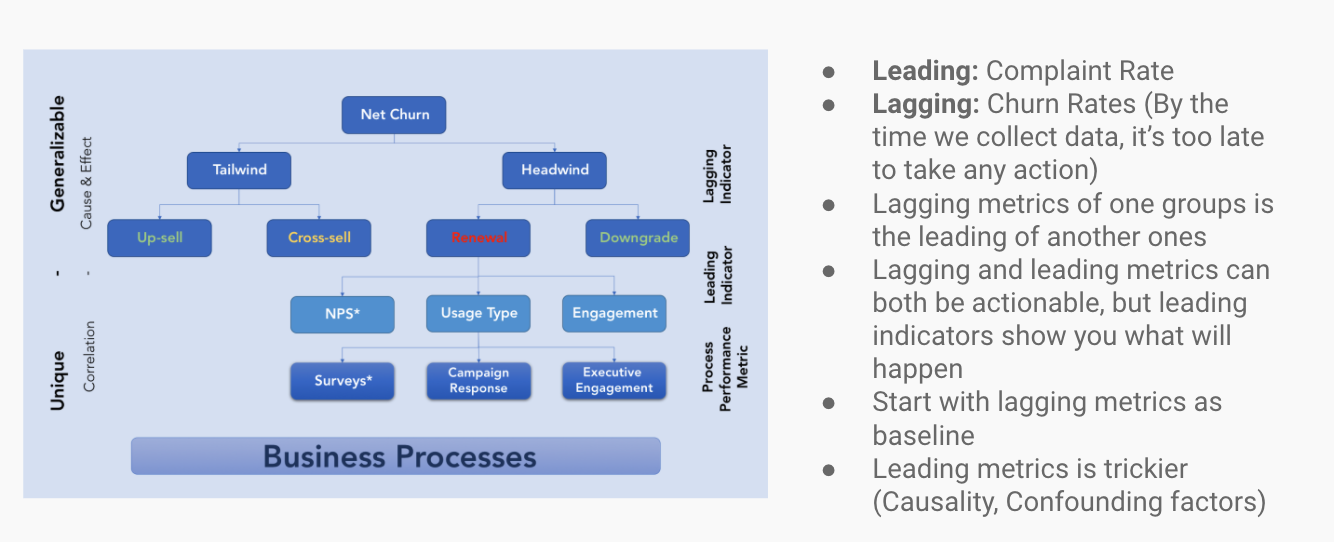 Generalizable
-
Unique
Cause & Effect
-
Correlation
Net Churn
Tailwind
Headwind
Up-sell
Cross-sell
Renewal
Downgrade
NPS*
Usage Type
Engagement
Surveys*
Campaign
Response
Executive
Engagement
Business Processes
Lagging
Indicator
Leading
Indicator
Process
Performance
Metric
● Leading: Complaint Rate
● Lagging: Churn Rates (By the
time we collect data, it’s too late
to take any action)
● Lagging metrics of one groups is
the leading of another ones
● Lagging and leading metrics can
both be actionable, but leading
indicators show you what will
happen
● Start with lagging metrics as
baseline
● Leading metrics is trickier
(Causality, Confounding factors)